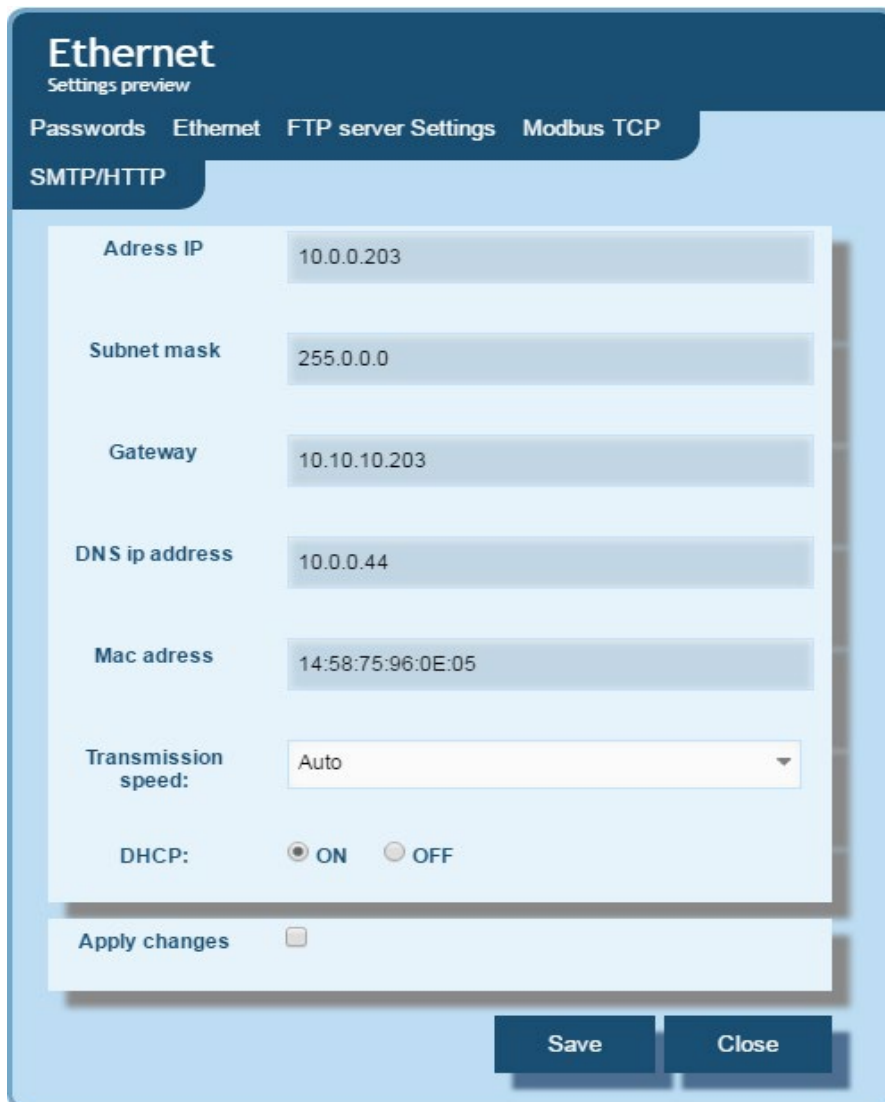 Ethernet
Settings preview
Passwords Ethernet FTP server Settings Modbus TCP
SMTP/HTTP
Adress IP 10.0.0.203
Subnet mask 255.0.0.0
Gateway 10.10.10.203
DNS ip address 10.0.0.44
Mac adress 14:58:75:96:0E:05
Transmission
speed: Auto
DHCP: ON OFF
Apply changes
Save Close